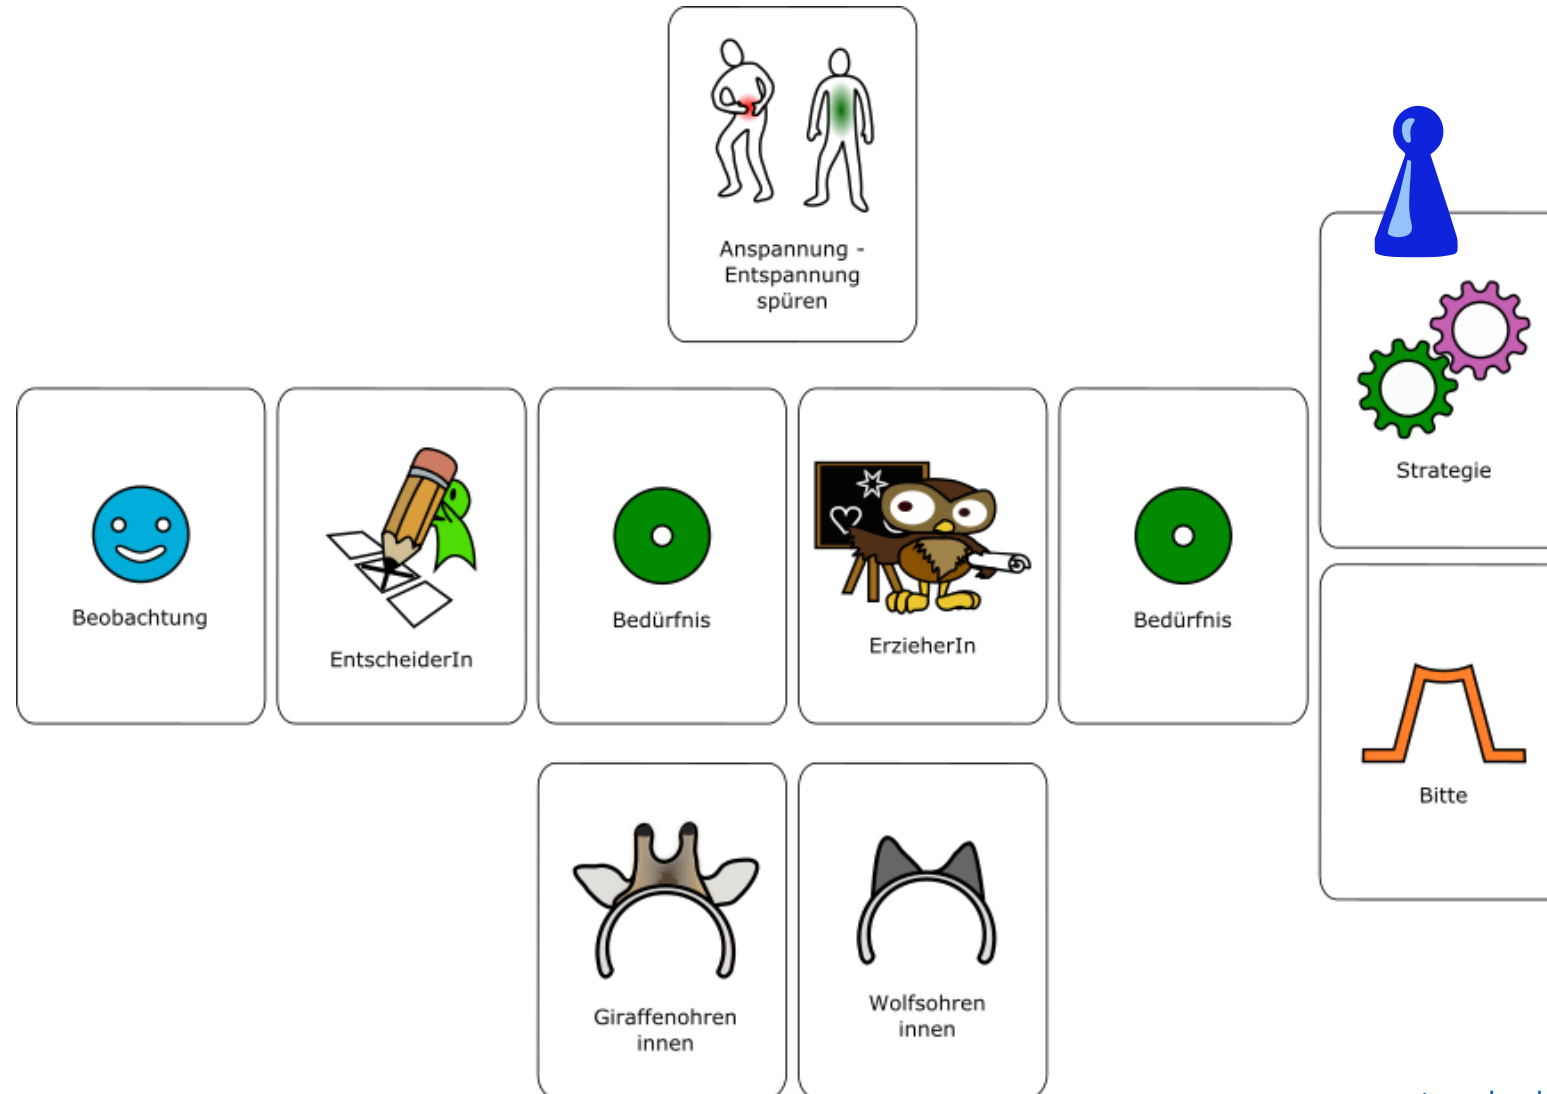 Anspannung -
Entspannung
spüren
Strategie
Beobachtung
EntscheiderIn
Bedürfnis
ErzieherIn
Bedürfnis
Bitte
Giraffenohren
innen
Wolfsohren
innen